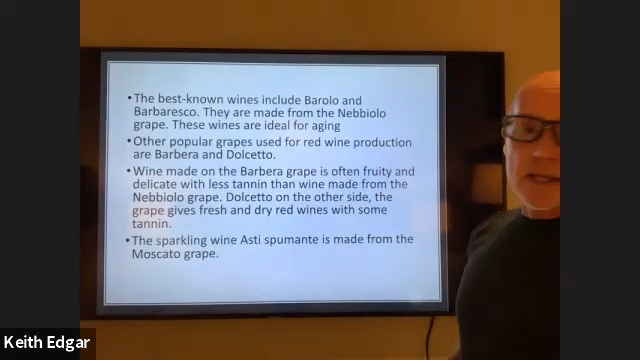 •The best-known wines include Barolo and
Barbaresco. They are made from the Nebbiolo
grape. These wines are ideal for aging
•Other popular grapes used for red wine production
are Barbera and Dolcetto.
•Wine made on the Barbera grape is often fruity and
delicate with less tannin than wine made from the
Nebbiolo grape. Dolcetto on the other side, the
grape gives fresh and dry red wines with some
tannin.
•The sparkling wine Asti spumante is made from the
Moscato grape.
Keith Edgar